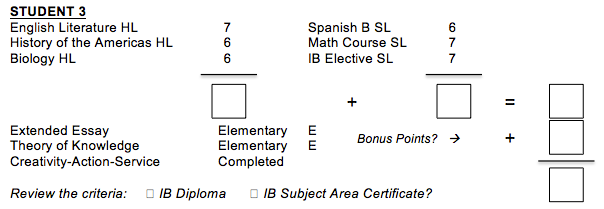 STUDENT 3
English Literature HL 7 Spanish B SL 6
History of the Americas HL 6 Math Course SL 7
Biology HL 6 IB Elective SL 7
+ =
Extended Essay Elementary E
Theory of Knowledge Elementary E Bonus Points? → +
Creativity-Action-Service Completed
Review the criteria: □ IB Diploma □ IB Subject Area Certificate?